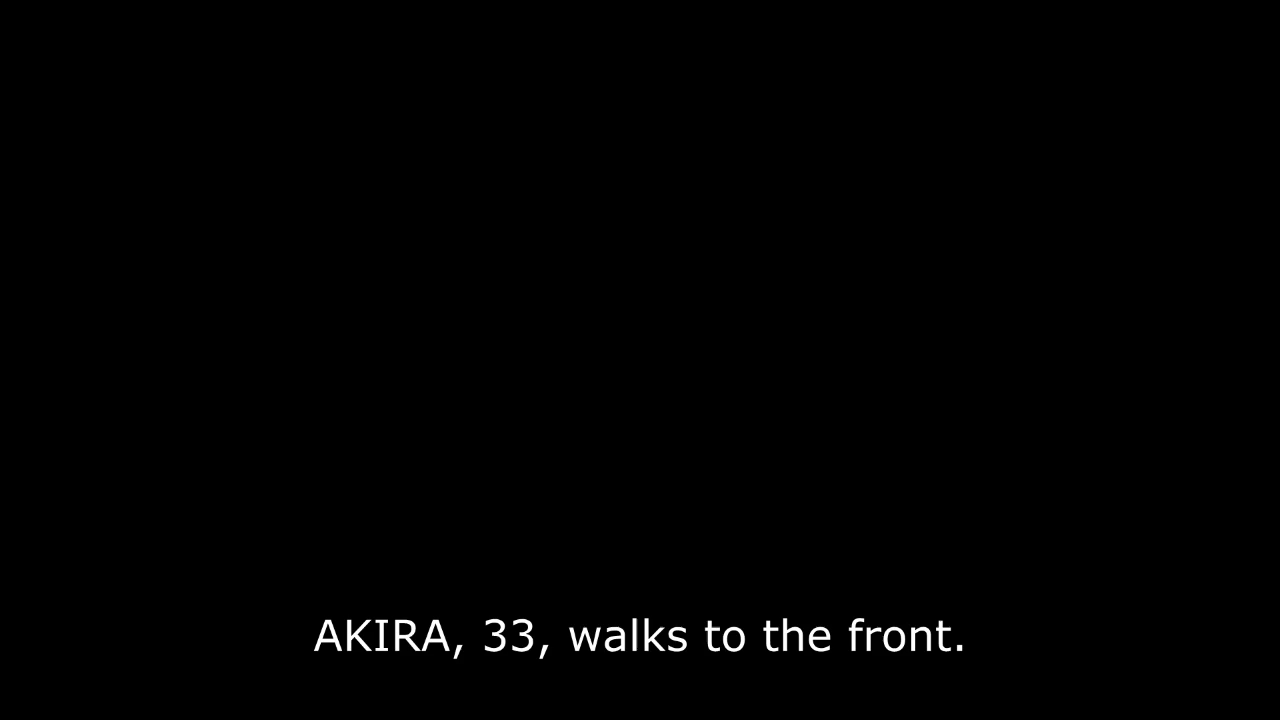 AKIRA, 33, walks to the front.